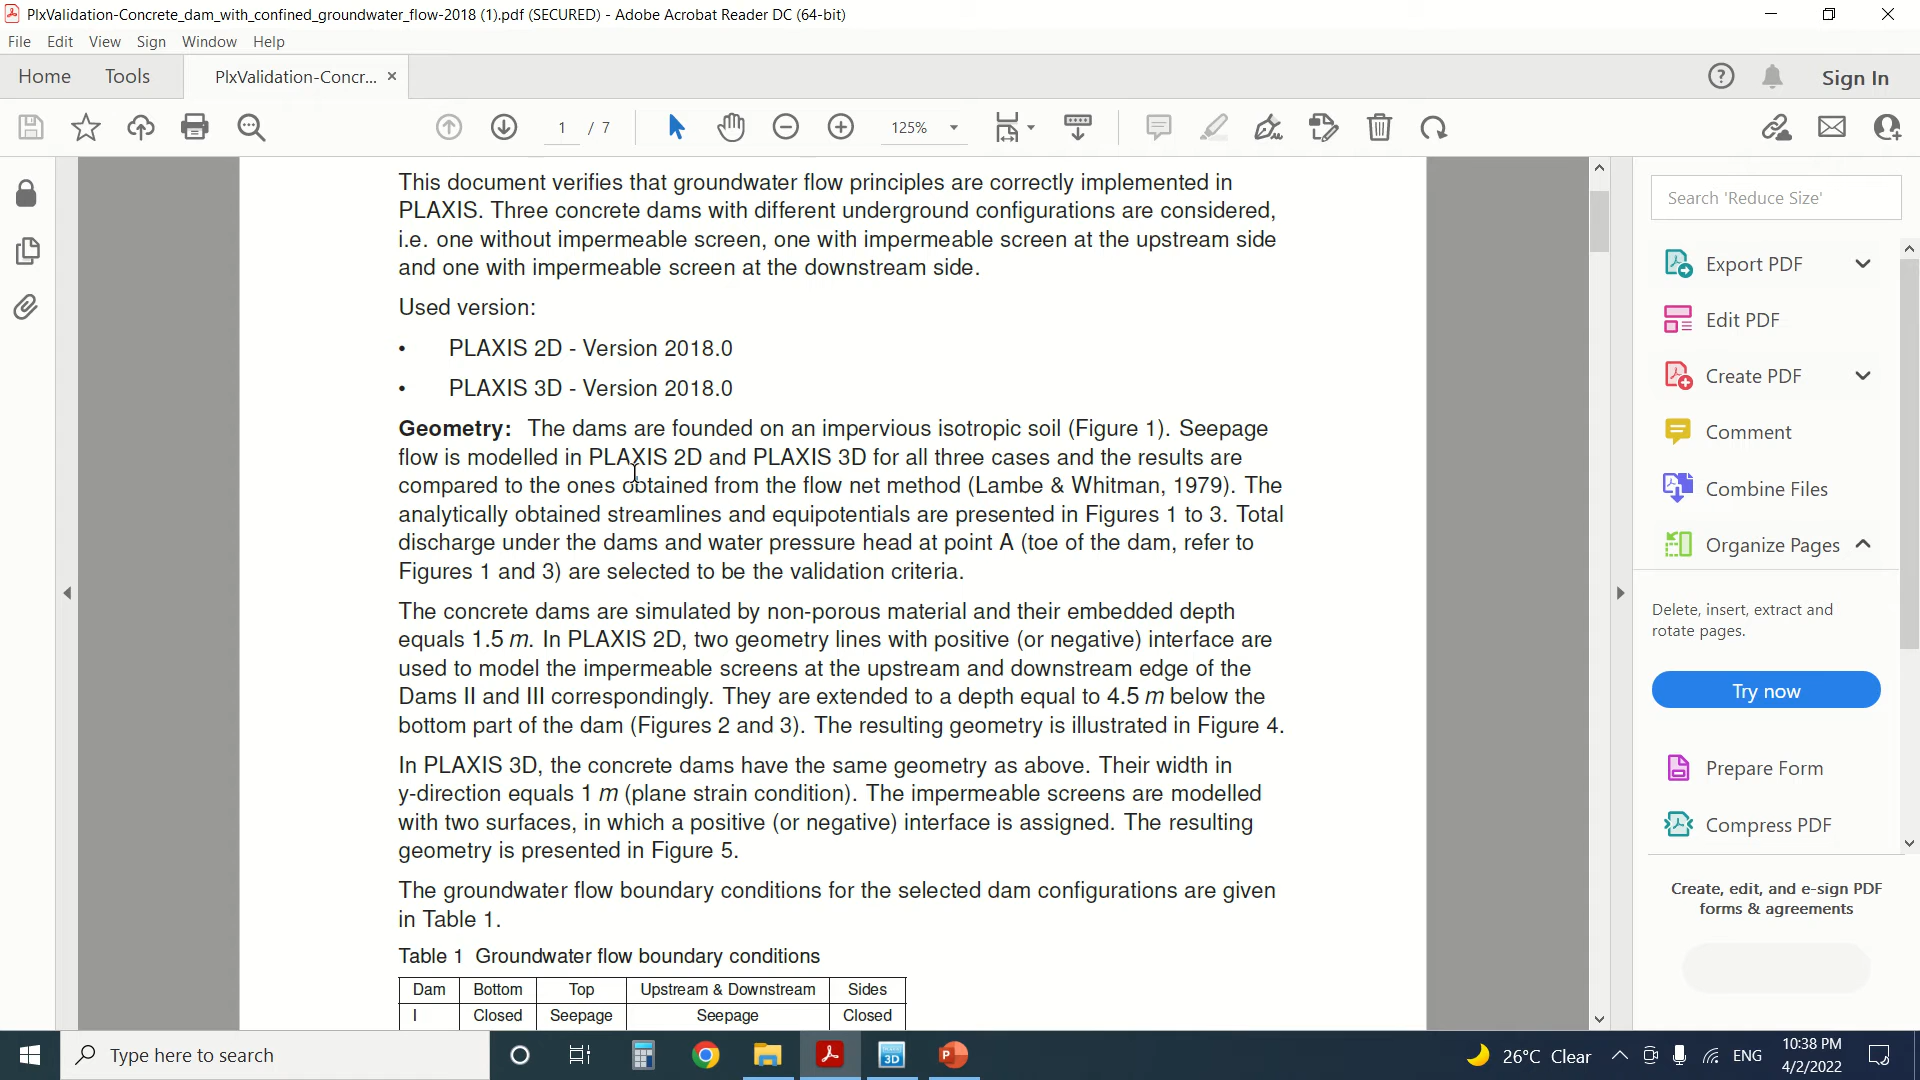 PlxValidation-Concrete_dam_with_confined_groundwater_flow-2018 (1).pdf (SECURED) - Adobe Acrobat Reader DC (64-bit)
File Edit View Sign Window Help
Home Tools PlxValidation-Concr... × Sign In
1 / 7 125%
This document verifies that groundwater flow principles are correctly implemented in
PLAXIS. Three concrete dams with different underground configurations are considered,
i.e. one without impermeable screen, one with impermeable screen at the upstream side
and one with impermeable screen at the downstream side.
Used version:
• PLAXIS 2D - Version 2018.0
• PLAXIS 3D - Version 2018.0
Geometry: The dams are founded on an impervious isotropic soil (Figure 1). Seepage
flow is modelled in PLAXIS 2D and PLAXIS 3D for all three cases and the results are
compared to the ones obtained from the flow net method (Lambe & Whitman, 1979). The
analytically obtained streamlines and equipotentials are presented in Figures 1 to 3. Total
discharge under the dams and water pressure head at point A (toe of the dam, refer to
Figures 1 and 3) are selected to be the validation criteria.
The concrete dams are simulated by non-porous material and their embedded depth
equals 1.5 m. In PLAXIS 2D, two geometry lines with positive (or negative) interface are
used to model the impermeable screens at the upstream and downstream edge of the
Dams II and III correspondingly. They are extended to a depth equal to 4.5 m below the
bottom part of the dam (Figures 2 and 3). The resulting geometry is illustrated in Figure 4.
In PLAXIS 3D, the concrete dams have the same geometry as above. Their width in
y-direction equals 1 m (plane strain condition). The impermeable screens are modelled
with two surfaces, in which a positive (or negative) interface is assigned. The resulting
geometry is presented in Figure 5.
The groundwater flow boundary conditions for the selected dam configurations are given
in Table 1.
Table 1 Groundwater flow boundary conditions
Dam Bottom Top Upstream & Downstream Sides
I Closed Seepage Seepage Closed
Search 'Reduce Size'
Export PDF
Edit PDF
Create PDF
Comment
Combine Files
Organize Pages
Delete, insert, extract and
rotate pages.
Try now
Prepare Form
Compress PDF
Create, edit, and e-sign PDF
forms & agreements
Type here to search
3D
P
26°C Clear
ENG
10:38 PM
4/2/2022